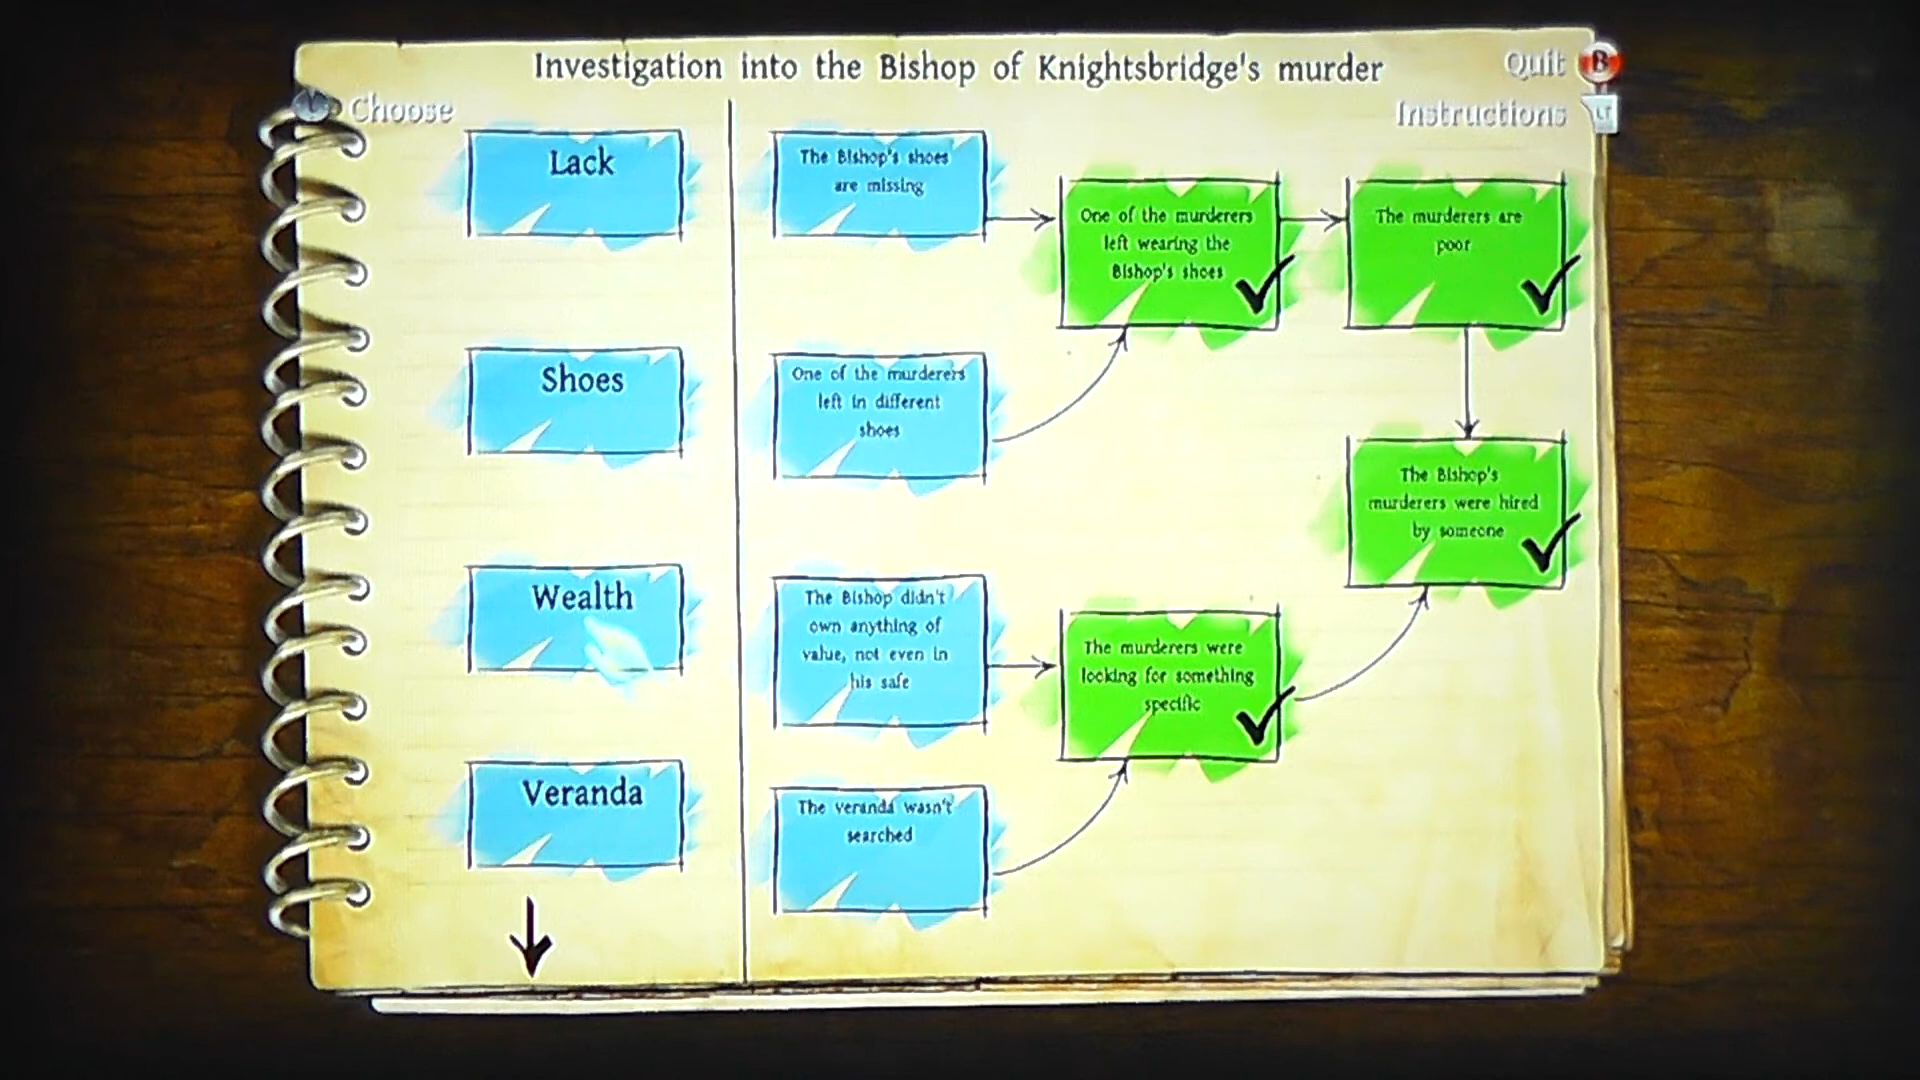 Investigation into the Bishop of Knightsbridge's murder
Quit B
Choose
Instructions LT
Lack
Shoes
Wealth
Veranda
The Bishop's shoes
are missing
One of the murderers
left in different
shoes
The Bishop didn't
own anything of
value, not even in
his safe
The veranda wasn't
searched
One of the murderers
left wearing the
Bishop's shoes
The murderers were
looking for something
specific
The murderers are
poor
The Bishop's
murderers were hired
by someone